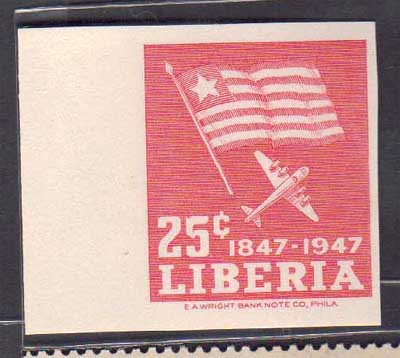 25¢ 1847-1947
LIBERIA
E.A.WRIGHT BANK NOTE CO., PHILA.